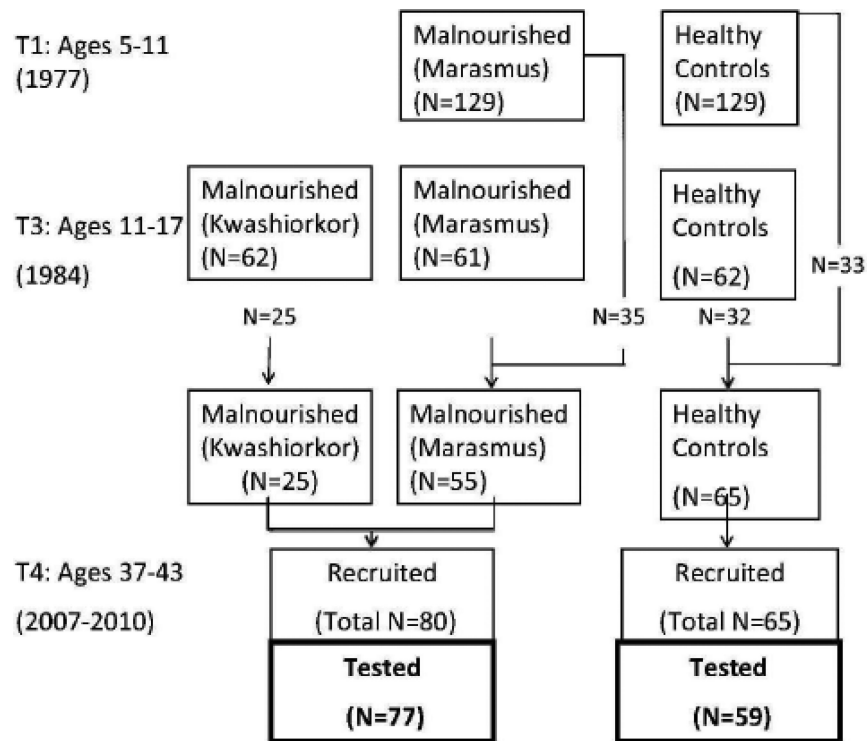 T1: Ages 5-11
(1977)
Malnourished
(Marasmus)
(N=129)
Healthy
Controls
(N=129)
T3: Ages 11-17
(1984)
Malnourished
(Kwashiorkor)
(N=62)
Malnourished
(Marasmus)
(N=61)
Healthy
Controls
(N=62)
N=33
N=25
N=35
N=32
Malnourished
(Kwashiorkor)
(N=25)
Malnourished
(Marasmus)
(N=55)
Healthy
Controls
(N=65)
T4: Ages 37-43
(2007-2010)
Recruited
(Total N=80)
Tested
(N=77)
Recruited
(Total N=65)
Tested
(N=59)